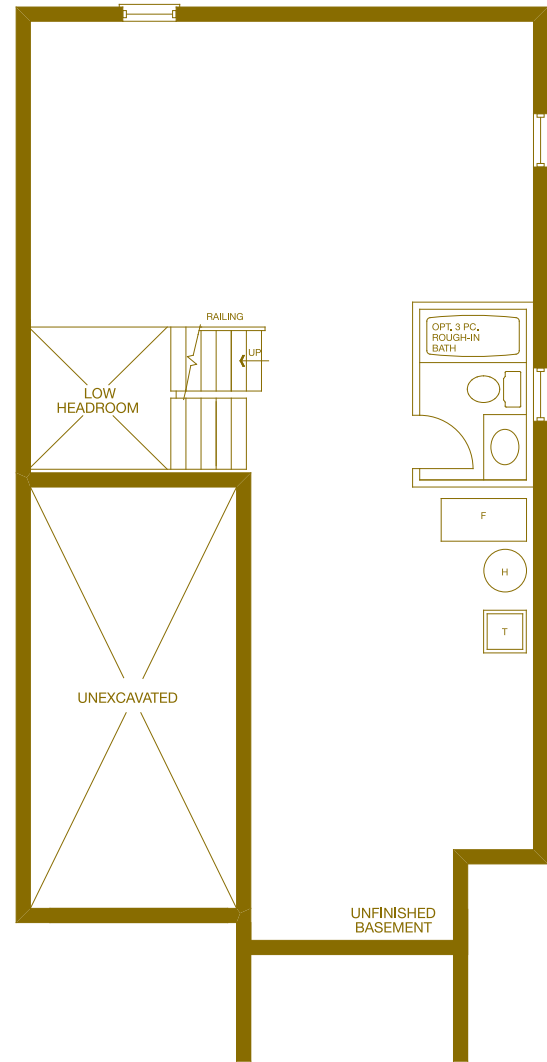 RAILING
UP
OPT. 3 PC.
ROUGH-IN
BATH
LOW
HEADROOM
F
H
T
UNEXCAVATED
UNFINISHED
BASEMENT